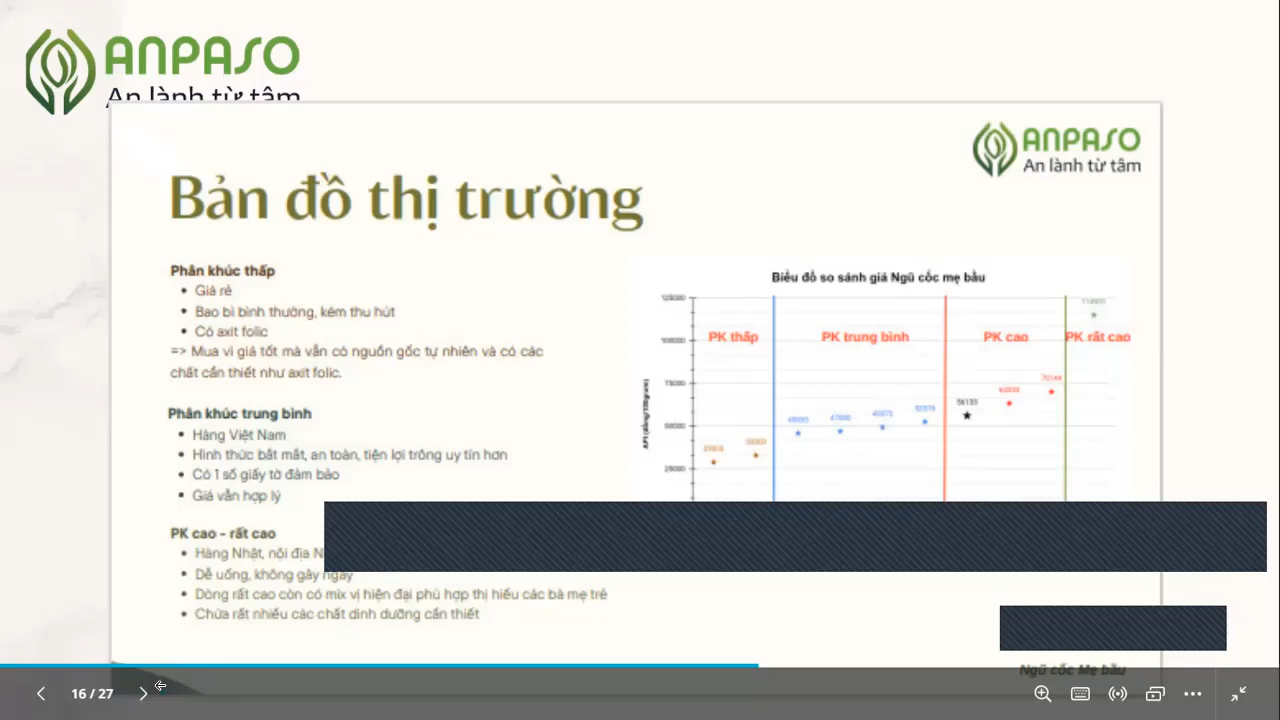 ANPASO
An lành từ tâm
ANPASO
An lành từ tâm
Bản đồ thị trường
Phân khúc thấp
• Giá rẻ
• Bao bì bình thường, kém thu hút
• Có axit folic
=> Mua vì giá tốt mà vẫn có nguồn gốc tự nhiên và có các
chất cần thiết như axit folic.
Phân khúc trung bình
• Hàng Việt Nam
• Hình thức bắt mắt, an toàn, tiện lợi trông uy tín hơn
• Có 1 số giấy tờ đảm bảo
• Giá vẫn hợp lý
PK cao - rất cao
• Hàng Nhật, nội địa
• Dễ uống, không gây ngấy
• Dòng rất cao còn có mix vị hiện đại phù hợp thị hiếu các bà mẹ trẻ
• Chứa rất nhiều các chất dinh dưỡng cần thiết
Biểu đồ so sánh giá Ngũ cốc mẹ bầu
125000
100000
75000
50000
25000
PK thấp
PK trung bình
PK cao
PK rất cao
56133
Ngũ cốc Mẹ bầu
16 / 27